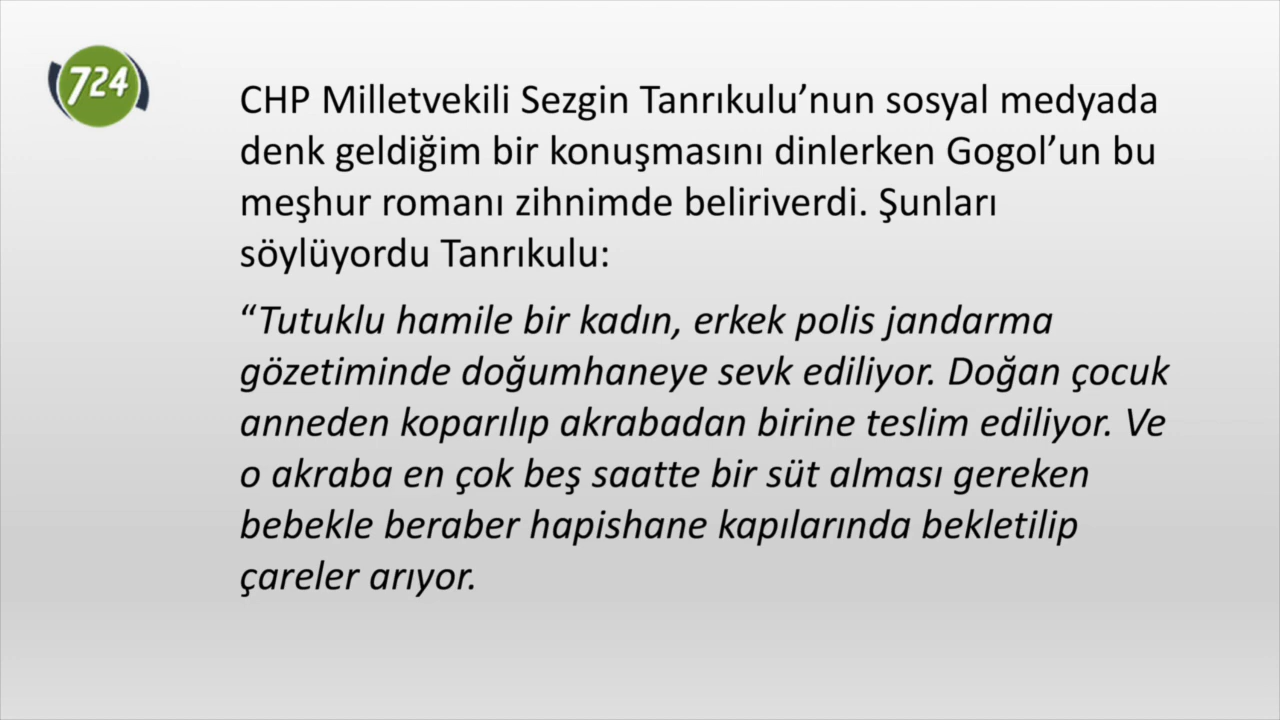 724
CHP Milletvekili Sezgin Tanrıkulu’nun sosyal medyada
denk geldiğim bir konuşmasını dinlerken Gogol’un bu
meşhur romanı zihnimde beliriverdi. Şunları
söylüyordu Tanrıkulu:
“Tutuklu hamile bir kadın, erkek polis jandarma
gözetiminde doğumhaneye sevk ediliyor. Doğan çocuk
anneden koparılıp akrabadan birine teslim ediliyor. Ve
o akraba en çok beş saatte bir süt alması gereken
bebekle beraber hapishane kapılarında bekletilip
çareler arıyor.